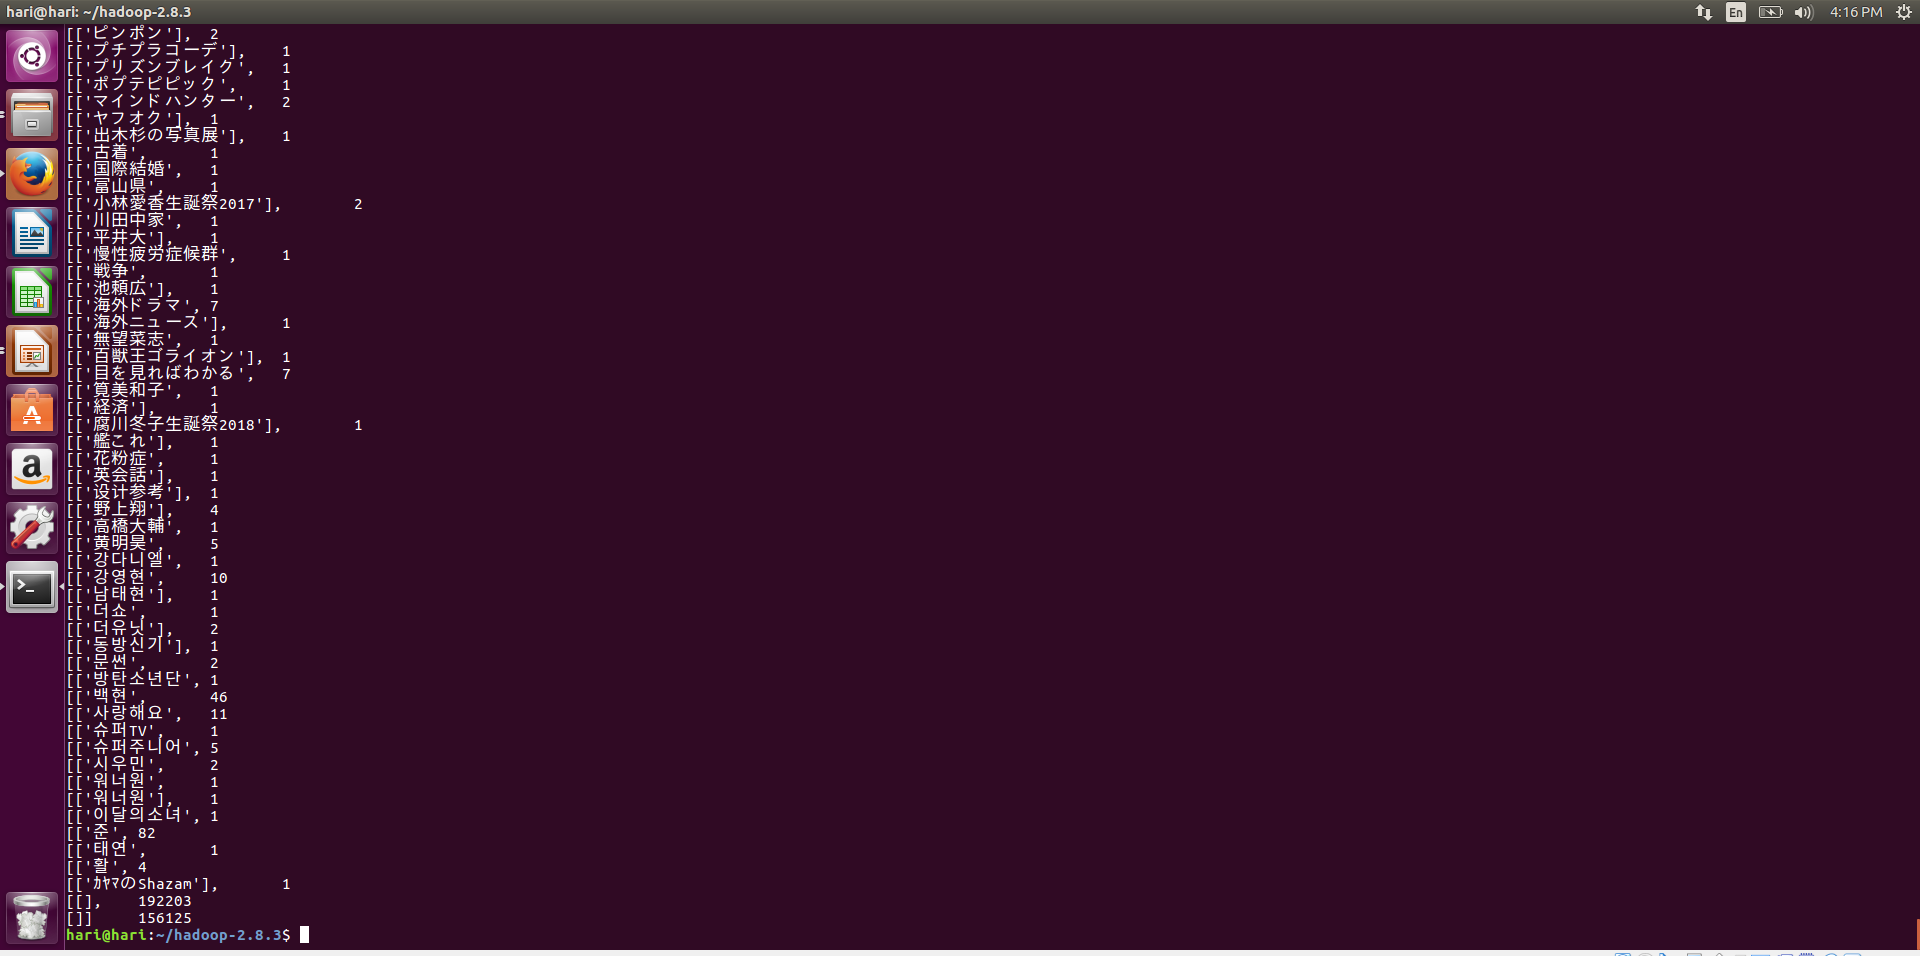 hari@hari: ~/hadoop-2.8.3
En
4:16 PM
[['ピンポン'],  2
[['プチプラコーデ'],    1
[['プリズンブレイク',   1
[['ポプテピピック',     1
[['マインドハンター',   2
[['ヤフオク'],  1
[['出木杉の写真展'],    1
[['古着',       1
[['国際結婚',   1
[['冨山県',     1
[['小林愛香生誕祭2017'],        2
[['川田中家',   1
[['平井大'],    1
[['慢性疲労症候群',     1
[['戦争',       1
[['池頼広'],    1
[['海外ドラマ', 7
[['海外ニュース'],      1
[['無望菜志',   1
[['百獣王ゴライオン'],  1
[['目を見ればわかる',   7
[['筧美和子',   1
[['経済'],      1
[['腐川冬子生誕祭2018'],        1
[['艦これ'],    1
[['花粉症',     1
[['英会話'],    1
[['设计参考'],  1
[['野上翔'],    4
[['高橋大輔',   1
[['黄明昊',     5
[['강다니엘',   1
[['강영현',     10
[['남태현'],    1
[['더쇼',       1
[['더유닛'],    2
[['동방신기'],  1
[['문썬',       2
[['방탄소년단', 1
[['백현',       46
[['사랑해요',   11
[['슈퍼TV',     1
[['슈퍼주니어', 5
[['시우민',     2
[['워너원',     1
[['워너원'],    1
[['이달의소녀', 1
[['준', 82
[['태연',       1
[['활', 4
[['ｶﾔﾏのShazam'],       1
[[],    192203
[]]     156125
hari@hari:~/hadoop-2.8.3$